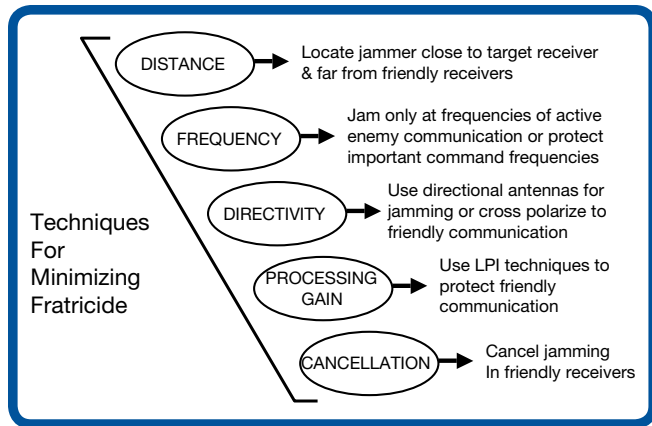 DISTANCE
Locate jammer close to target receiver
& far from friendly receivers
FREQUENCY
Jam only at frequencies of active
enemy communication or protect
important command frequencies
DIRECTIVITY
Use directional antennas for
jamming or cross polarize to
friendly communication
Techniques
For
Minimizing
Fratricide
PROCESSING
GAIN
Use LPI techniques to
protect friendly
communication
CANCELLATION
Cancel jamming
In friendly receivers